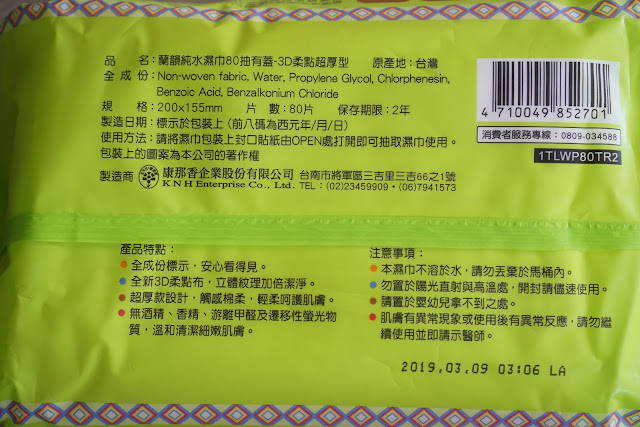 品　　名：蘭韻純水濕巾80抽有蓋-3D柔點超厚型　原產地：台灣
全 成 份：Non-woven fabric, Water, Propylene Glycol, Chlorphenesin,
Benzoic Acid, Benzalkonium Chloride
規　　格：200x155mm　片　數：80片　保存期限：2年
製造日期：標示於包裝上 (前八碼為西元年/月/日)
使用方法：請將濕巾包裝上封口貼紙由OPEN處打開即可抽取濕巾使用。
包裝上的圖案為本公司的著作權
製造商 康那香企業股份有限公司 台南市將軍區三吉里三吉66之1號
KNH Enterprise Co., Ltd. TEL：(02)23459909・(06)7941573
4 710049 852701
消費者服務專線：0809-034588
1TLWP80TR2
產品特點：
全成份標示，安心看得見。
全新3D柔點布，立體紋理加倍潔淨。
超厚款設計，觸感棉柔，輕柔呵護肌膚。
無酒精、香精、游離甲醛及遷移性螢光物
質，溫和清潔細嫩肌膚。
注意事項：
本濕巾不溶於水，請勿丟棄於馬桶內。
勿置於陽光直射與高溫處，開封請儘速使用。
請置於嬰幼兒拿不到之處。
肌膚有異常現象或使用後有異常反應，請勿繼
續使用並即請示醫師。
2019.03.09 03:06 LA